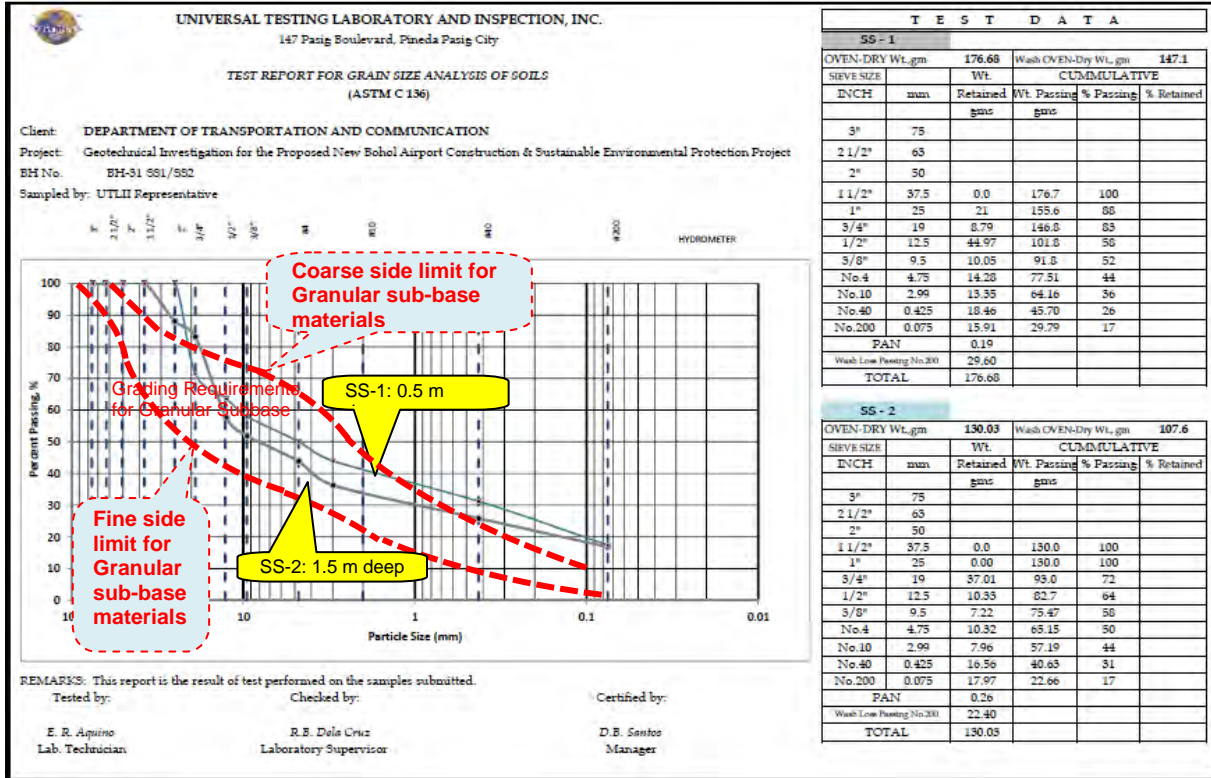 UNIVERSAL TESTING LABORATORY AND INSPECTION, INC.
147 Pasig Boulevard, Pineda Pasig City
TEST REPORT FOR GRAIN SIZE ANALYSIS OF SOILS
(ASTM C 136)
Client: DEPARTMENT OF TRANSPORTATION AND COMMUNICATION
Project: Geotechnical Investigation for the Proposed New Bohol Airport Construction & Sustainable Environmental Protection Project
BH No. BH-31 SS1/SS2
Sampled by: UTLII Representative
3" 2 1/2" 2" 1 1/2" 1" 3/4" 1/2" 3/8" #4 #10 #40 #200 HYDROMETER
Percent Passing, %
100
90
80
70
60
50
40
30
20
10
0
Coarse side limit for
Granular sub-base
materials
Grading Requirements
for Granular Subbase
SS-1: 0.5 m
Fine side
limit for
Granular
sub-base
materials
SS-2: 1.5 m deep
10 1 0.1 0.01
Particle Size (mm)
REMARKS: This report is the result of test performed on the samples submitted.
Tested by: Checked by: Certified by:
E. R. Aquino R.B. Dela Cruz D.B. Santos
Lab. Technician Laboratory Supervisor Manager
T E S T D A T A
SS - 1
OVEN-DRY Wt.,gm 176.68 Wash OVEN-Dry Wt., gm 147.1
SIEVE SIZE Wt. CUMMULATIVE
INCH mm Retained Wt. Passing % Passing % Retained
gms gms
3" 75
2 1/2" 63
2" 50
1 1/2" 37.5 0.0 176.7 100
1" 25 21 155.6 88
3/4" 19 8.79 146.8 83
1/2" 12.5 44.97 101.8 58
3/8" 9.5 10.05 91.8 52
No.4 4.75 14.28 77.51 44
No.10 2.99 13.35 64.16 36
No.40 0.425 18.46 45.70 26
No.200 0.075 15.91 29.79 17
PAN 0.19
Wash Loss Passing No.200 29.60
TOTAL 176.68
SS - 2
OVEN-DRY Wt.,gm 130.03 Wash OVEN-Dry Wt., gm 107.6
SIEVE SIZE Wt. CUMMULATIVE
INCH mm Retained Wt. Passing % Passing % Retained
gms gms
3" 75
2 1/2" 63
2" 50
1 1/2" 37.5 0.0 130.0 100
1" 25 0.00 130.0 100
3/4" 19 37.01 93.0 72
1/2" 12.5 10.33 82.7 64
3/8" 9.5 7.22 75.47 58
No.4 4.75 10.32 65.15 50
No.10 2.99 7.96 57.19 44
No.40 0.425 16.56 40.63 31
No.200 0.075 17.97 22.66 17
PAN 0.26
Wash Loss Passing No.200 22.40
TOTAL 130.03